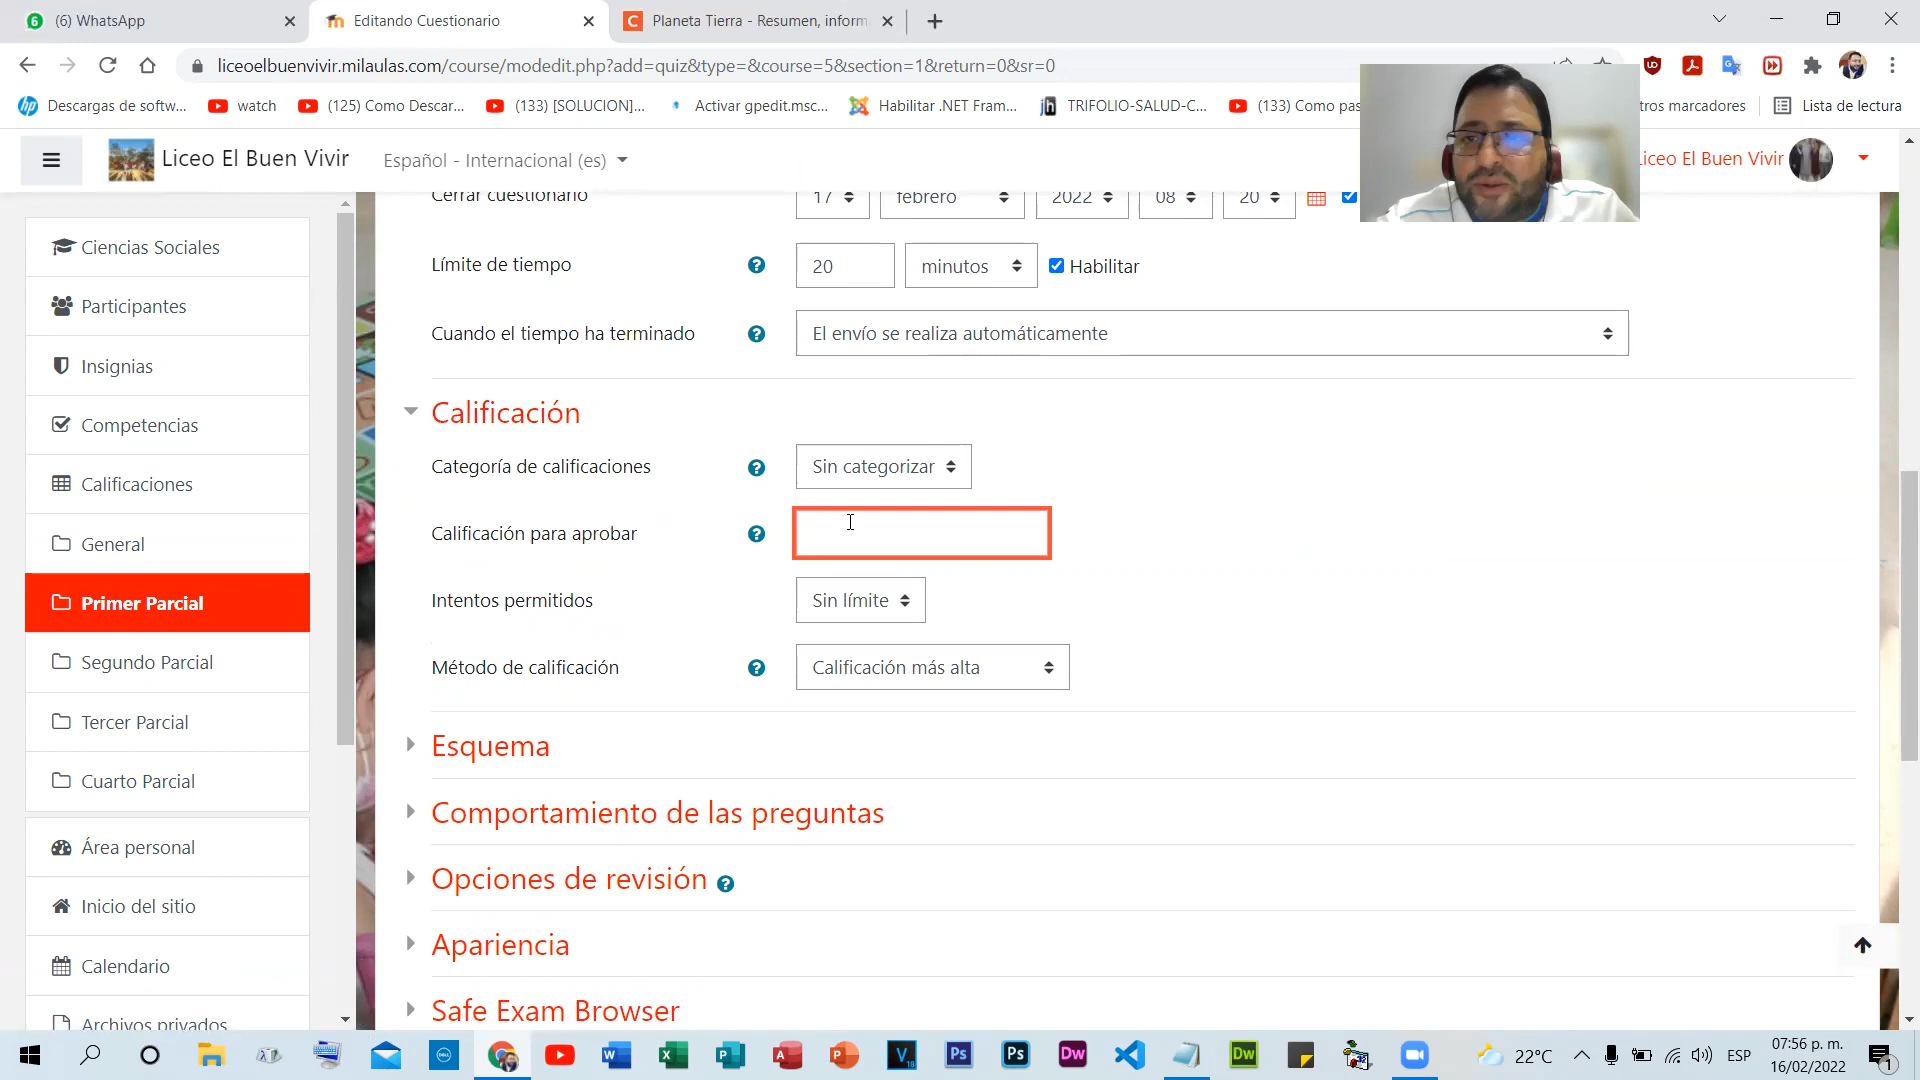 (6) WhatsApp
Editando Cuestionario
Planeta Tierra - Resumen, inform
liceoelbuenvivir.milaulas.com/course/modedit.php?add=quiz&type=&course=5&section=1&return=0&sr=0
Descargas de softw...
watch
(125) Como Descar...
(133) [SOLUCION]...
Activar gpedit.msc...
Habilitar .NET Fram...
TRIFOLIO-SALUD-C...
(133) Como pas
tros marcadores
Lista de lectura
Liceo El Buen Vivir
Español - Internacional (es)
Liceo El Buen Vivir
Cerrar cuestionario
17
febrero
2022
08
20
Límite de tiempo
20
minutos
Habilitar
Cuando el tiempo ha terminado
El envío se realiza automáticamente
Calificación
Categoría de calificaciones
Sin categorizar
Calificación para aprobar
Intentos permitidos
Sin límite
Método de calificación
Calificación más alta
Esquema
Comportamiento de las preguntas
Opciones de revisión
Apariencia
Safe Exam Browser
Ciencias Sociales
Participantes
Insignias
Competencias
Calificaciones
General
Primer Parcial
Segundo Parcial
Tercer Parcial
Cuarto Parcial
Área personal
Inicio del sitio
Calendario
Archivos privados
22°C
ESP
07:56 p. m.
16/02/2022
1